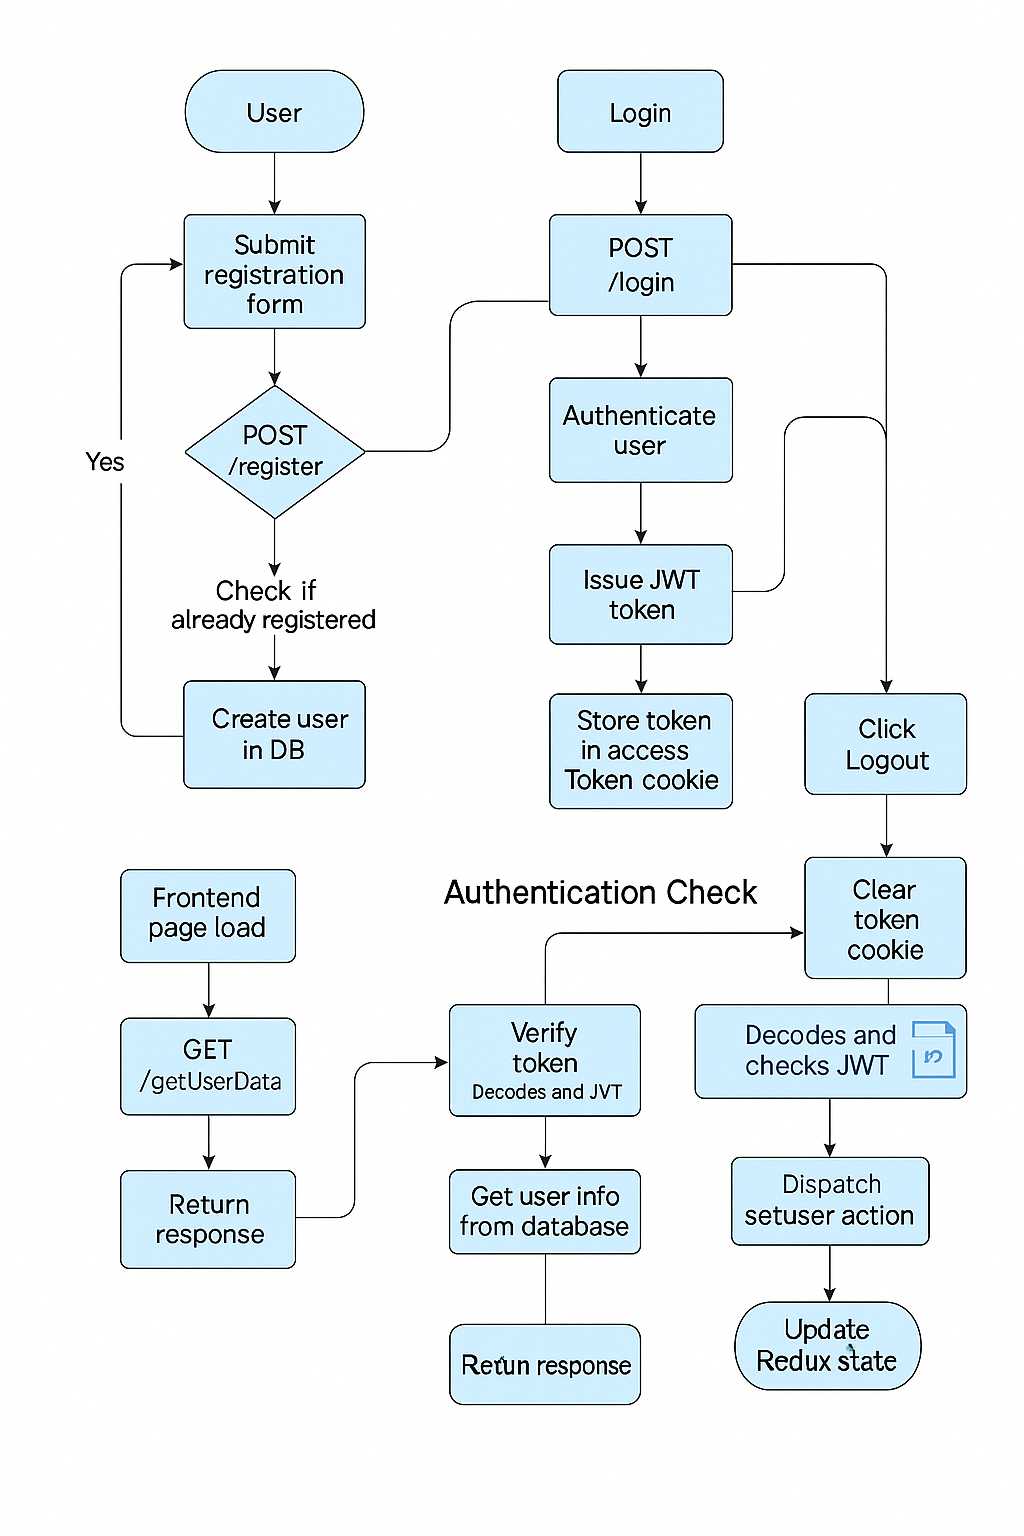 User
Submit
registration
form
POST
/register
Yes
Check if
already registered
Create user
in DB
Login
POST
/login
Authenticate
user
Issue JWT
token
Store token
in access
Token cookie
Click
Logout
Clear
token
cookie
Authentication Check
Frontend
page load
GET
/getUserData
Return
response
Verify
token
Decodes and JVT
Get user info
from database
Retun response
Decodes and
checks JWT
Dispatch
setuser action
Update
Redux state